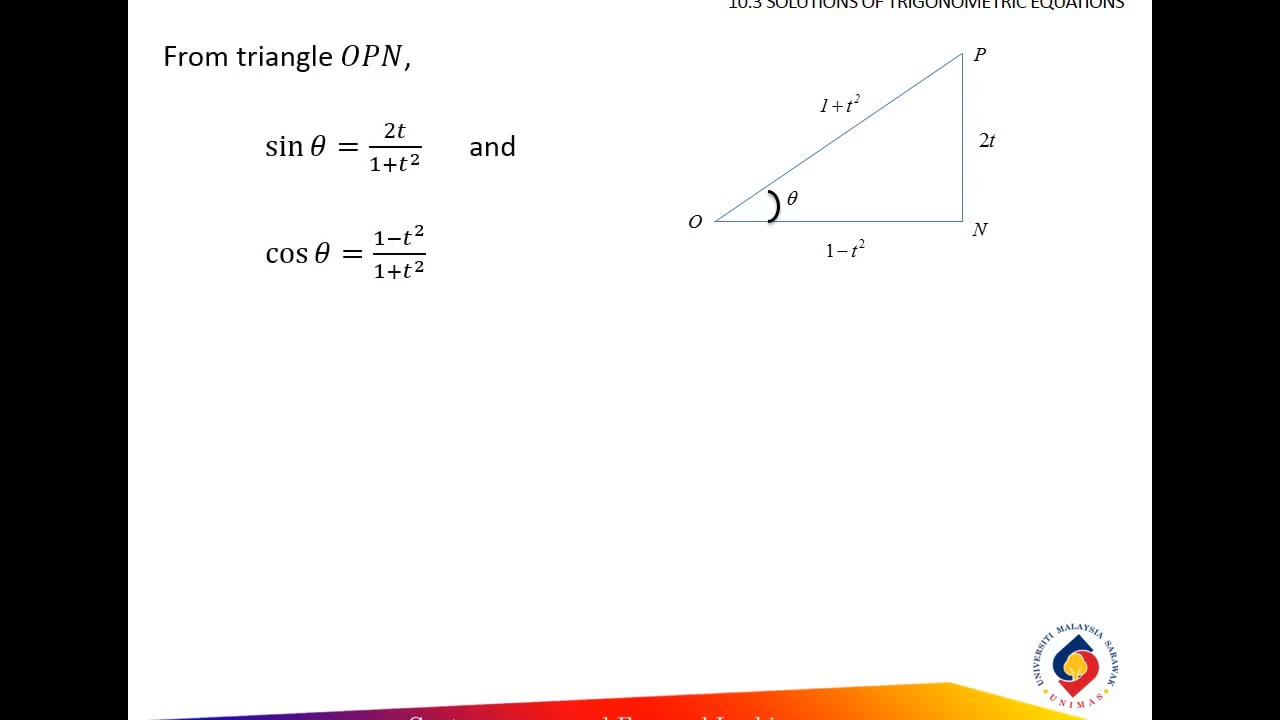 10.3 SOLUTIONS OF TRIGONOMETRIC EQUATIONS
From triangle OPN,
sin θ = 2t/1+t² and
cos θ = 1−t²/1+t²
P
1+t²
2t
θ
O
N
1−t²
UNIVERSITI MALAYSIA SARAWAK
UNIMAS